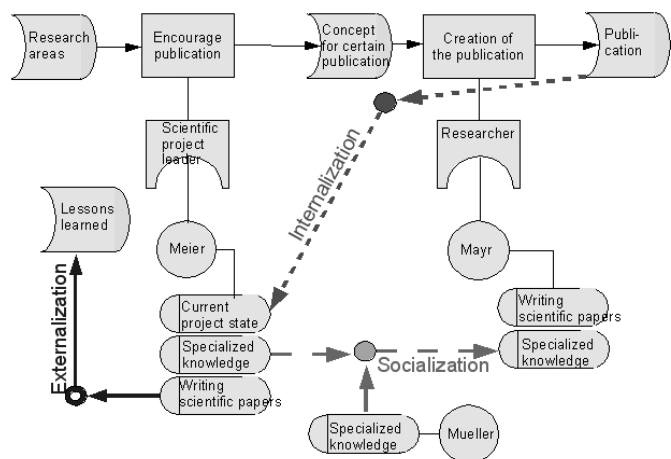 Research
areas
Encourage
publication
Concept
for certain
publication
Creation of
the publication
Publi-
cation
Scientific
project
leader
Researcher
Internalization
Lessons
learned
Meier
Mayr
Externalization
Current
project state
Writing
scientific papers
Specialized
knowledge
Socialization
Specialized
knowledge
Writing
scientific papers
Specialized
knowledge
Mueller